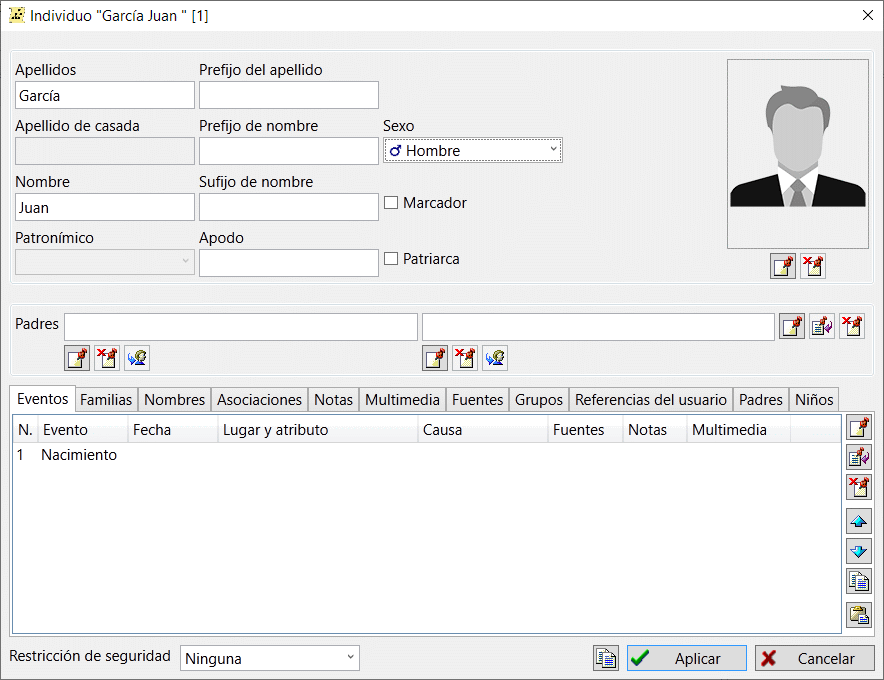 Individuo "García Juan " [1]
Apellidos Prefijo del apellido
García
Apellido de casada Prefijo de nombre Sexo
Hombre
Nombre Sufijo de nombre
Juan Marcador
Patronímico Apodo
Patriarca
Padres
Eventos Familias Nombres Asociaciones Notas Multimedia Fuentes Grupos Referencias del usuario Padres Niños
N. Evento Fecha Lugar y atributo Causa Fuentes Notas Multimedia
1 Nacimiento
Restricción de seguridad Ninguna Aplicar Cancelar